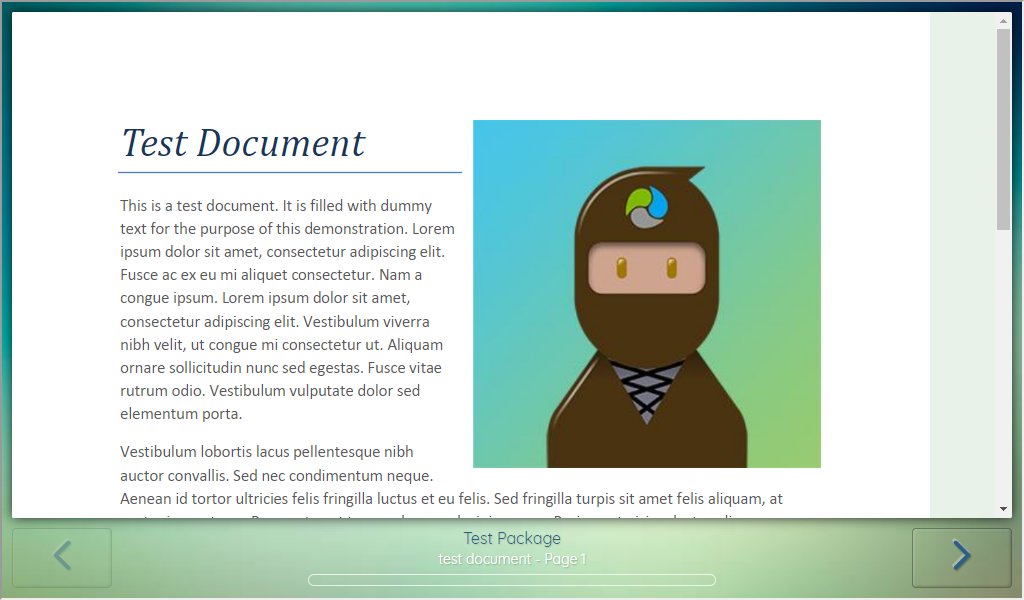 Test Document
This is a test document. It is filled with dummy
text for the purpose of this demonstration. Lorem
ipsum dolor sit amet, consectetur adipiscing elit.
Fusce ac ex eu mi aliquet consectetur. Nam a
congue ipsum. Lorem ipsum dolor sit amet,
consectetur adipiscing elit. Vestibulum viverra
nibh velit, ut congue mi consectetur ut. Aliquam
ornare sollicitudin nunc sed egestas. Fusce vitae
rutrum odio. Vestibulum vulputate dolor sed
elementum porta.
Vestibulum lobortis lacus pellentesque nibh
auctor convallis. Sed nec condimentum neque.
Aenean id tortor ultricies felis fringilla luctus et eu felis. Sed fringilla turpis sit amet felis aliquam, at
Test Package
test document - Page 1